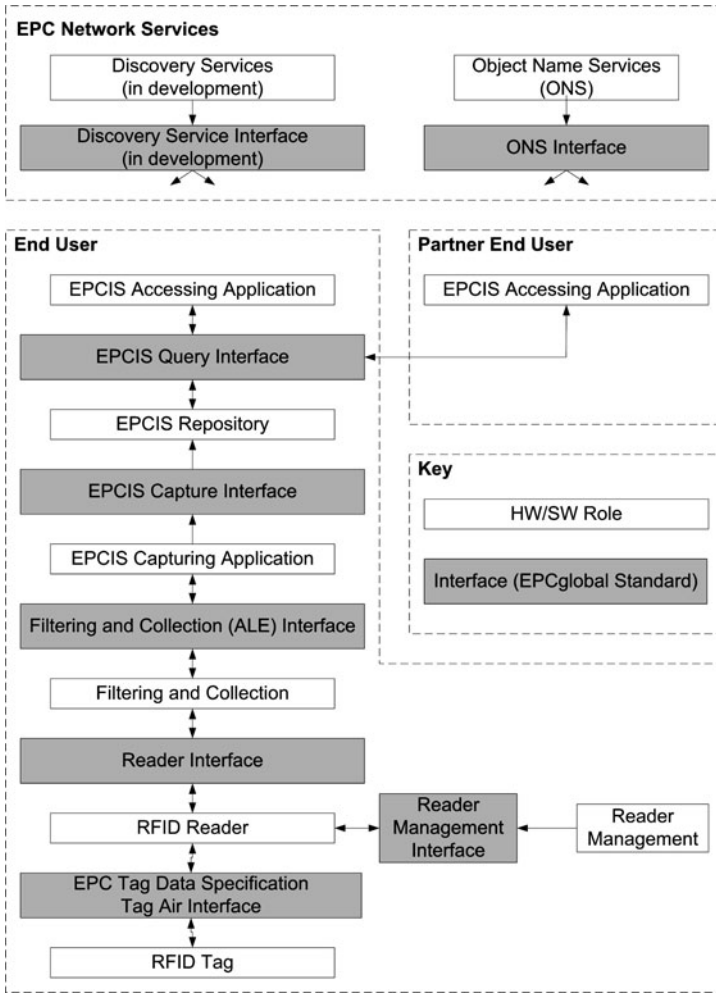 EPC Network Services
Discovery Services
(in development)
Object Name Services
(ONS)
Discovery Service Interface
(in development)
ONS Interface
End User
Partner End User
EPCIS Accessing Application
EPCIS Accessing Application
EPCIS Query Interface
EPCIS Repository
Key
EPCIS Capture Interface
HW/SW Role
EPCIS Capturing Application
Interface (EPCglobal Standard)
Filtering and Collection (ALE) Interface
Filtering and Collection
Reader Interface
RFID Reader
Reader
Management
Interface
Reader
Management
EPC Tag Data Specification
Tag Air Interface
RFID Tag